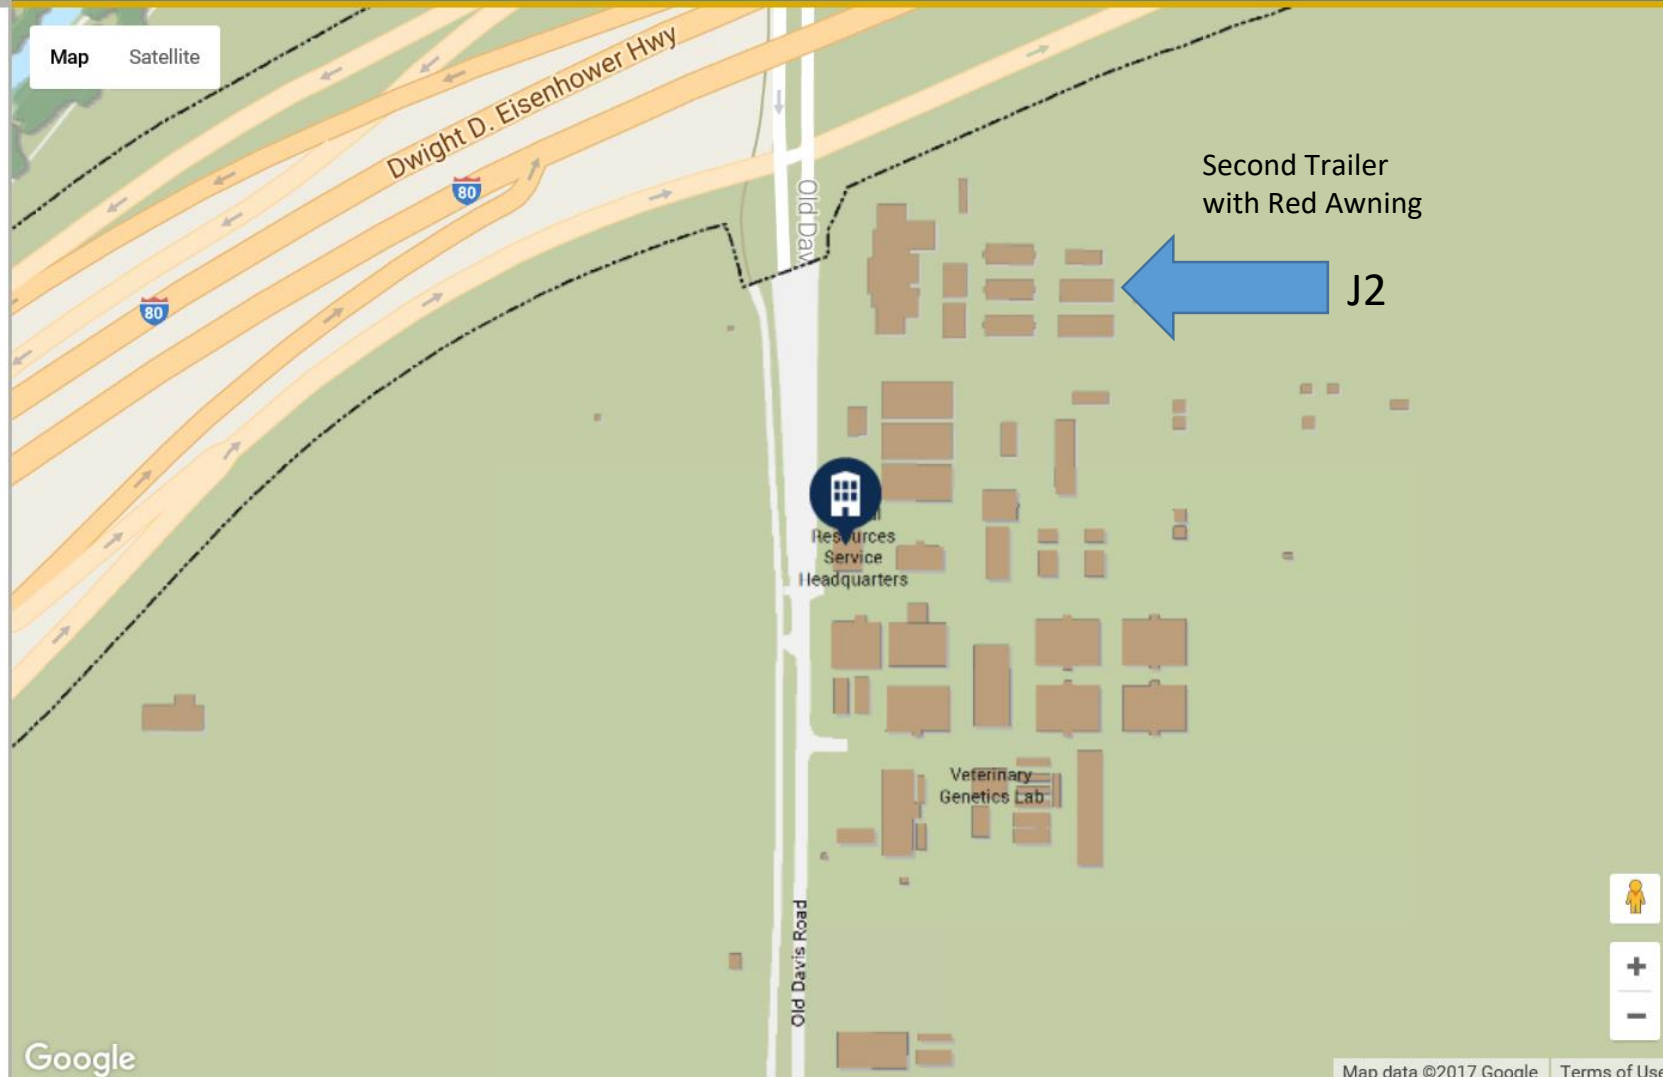 Map Satellite
Dwight D. Eisenhower Hwy
80
80
Old Dav
Second Trailer
with Red Awning
J2
Resources
Service
Headquarters
Veterinary
Genetics Lab
Old Davis Road
Google
Map data ©2017 Google Terms of Use